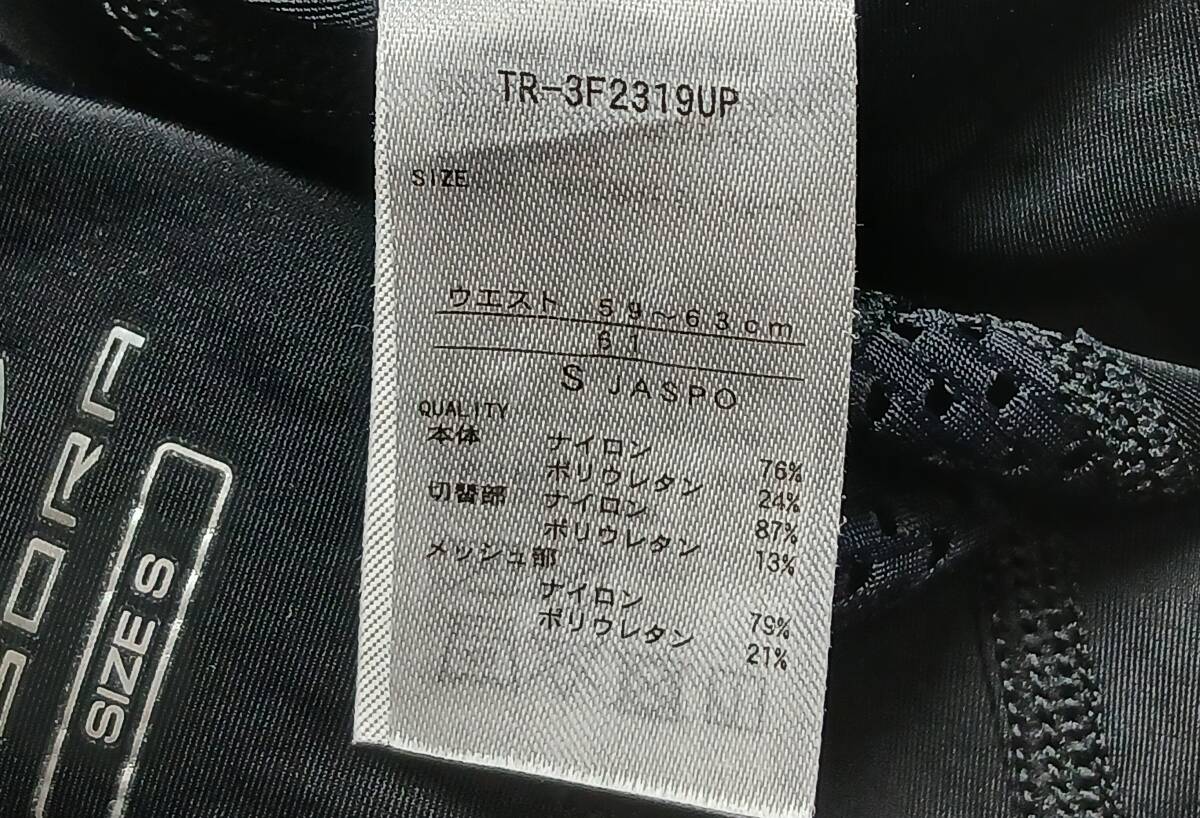 TR-3F2319UP
SIZE
ウエスト 59〜63cm
61
S JASPO
QUALITY
本体 ナイロン 76%
ポリウレタン 24%
切替部 ナイロン 87%
ポリウレタン 13%
メッシュ部
ナイロン 79%
ポリウレタン 21%
SIZE S